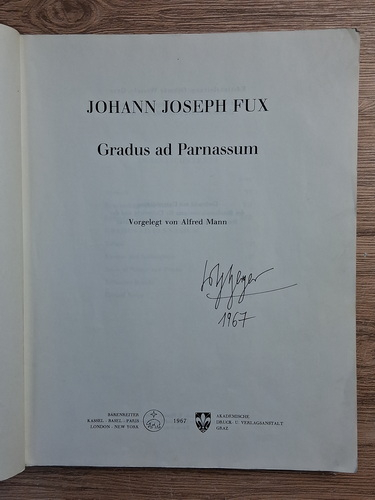 JOHANN JOSEPH FUX
Gradus ad Parnassum
Vorgelegt von Alfred Mann
1967
BÄRENREITER
KASSEL · BASEL · PARIS
LONDON · NEW YORK
1967
AKADEMISCHE
DRUCK- U. VERLAGSANSTALT
GRAZ